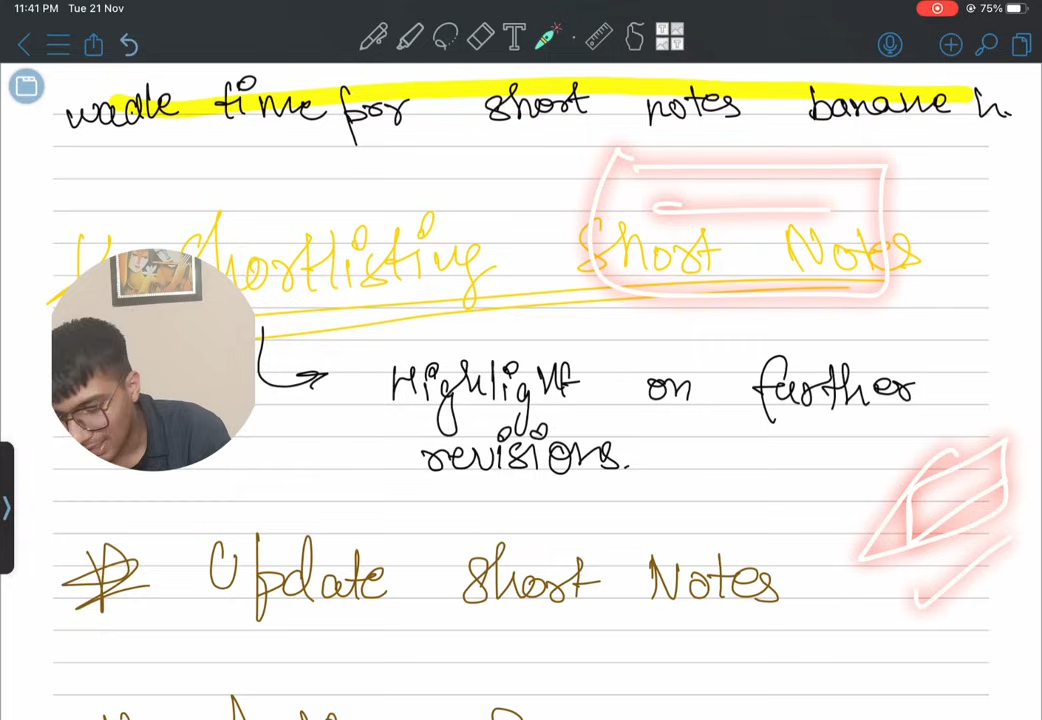 11:41 PM Tue 21 Nov 75%
time for short notes banane h.
Shortlisting Short Notes
Highlight on further
revisions.
Update Short Notes